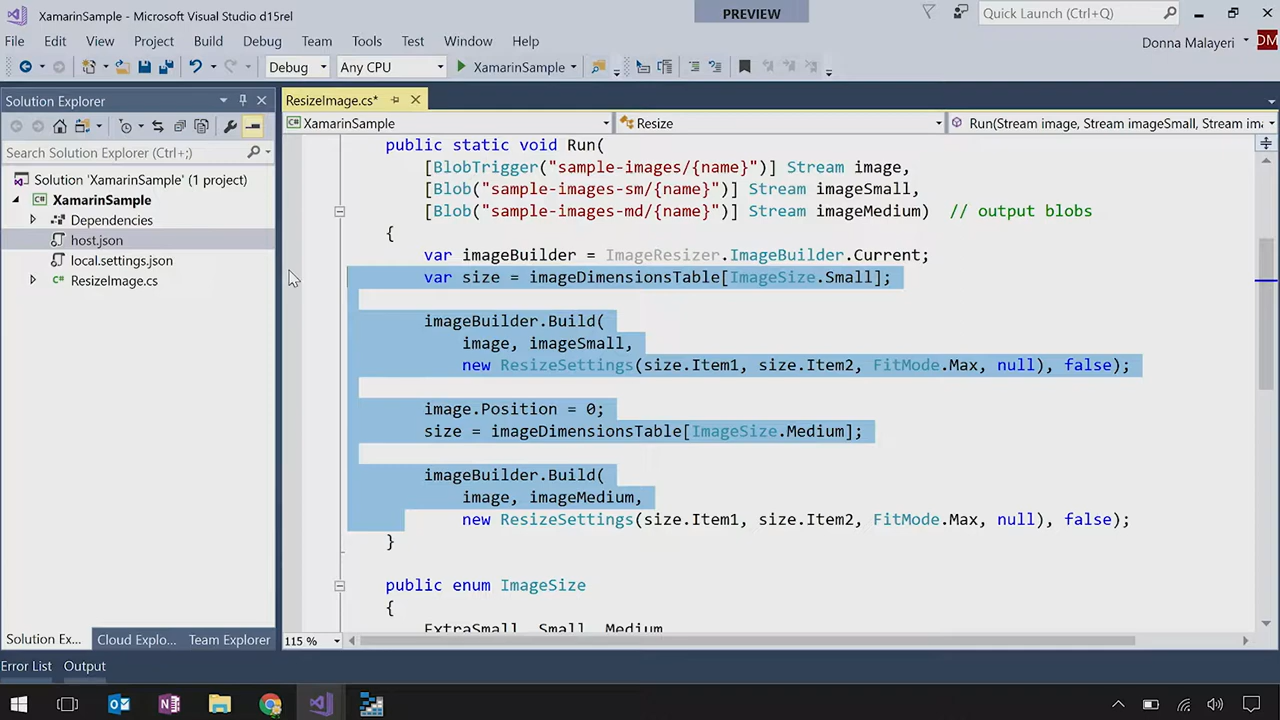 XamarinSample - Microsoft Visual Studio d15rel
PREVIEW
Quick Launch (Ctrl+Q)
File Edit View Project Build Debug Team Tools Test Window Help
Donna Malayeri
DM
Debug Any CPU XamarinSample
Solution Explorer
ResizeImage.cs*
XamarinSample Resize Run(Stream image, Stream imageSmall, Stream im
Search Solution Explorer (Ctrl+;)
Solution 'XamarinSample' (1 project)
XamarinSample
Dependencies
host.json
local.settings.json
ResizeImage.cs
public static void Run(
[BlobTrigger("sample-images/{name}")] Stream image,
[Blob("sample-images-sm/{name}")] Stream imageSmall,
[Blob("sample-images-md/{name}")] Stream imageMedium) // output blobs
{
var imageBuilder = ImageResizer.ImageBuilder.Current;
var size = imageDimensionsTable[ImageSize.Small];
imageBuilder.Build(
image, imageSmall,
new ResizeSettings(size.Item1, size.Item2, FitMode.Max, null), false);
image.Position = 0;
size = imageDimensionsTable[ImageSize.Medium];
imageBuilder.Build(
image, imageMedium,
new ResizeSettings(size.Item1, size.Item2, FitMode.Max, null), false);
}
public enum ImageSize
{
ExtraSmall, Small, Medium
Solution Ex... Cloud Explo... Team Explorer
115 %
Error List Output